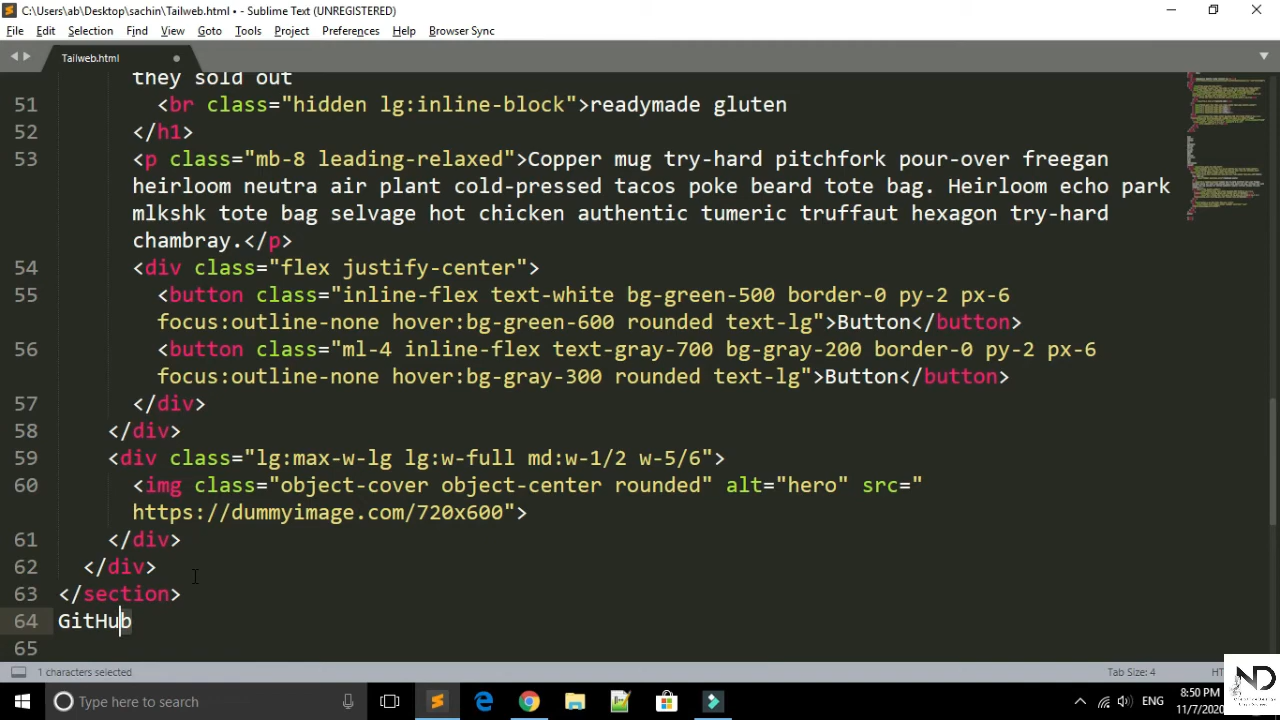 C:\Users\ab\Desktop\sachin\Tailweb.html • - Sublime Text (UNREGISTERED)
File Edit Selection Find View Goto Tools Project Preferences Help Browser Sync
Tailweb.html
they sold out
51 <br class="hidden lg:inline-block">readymade gluten
52 </h1>
53 <p class="mb-8 leading-relaxed">Copper mug try-hard pitchfork pour-over freegan
heirloom neutra air plant cold-pressed tacos poke beard tote bag. Heirloom echo park
mlkshk tote bag selvage hot chicken authentic tumeric truffaut hexagon try-hard
chambray.</p>
54 <div class="flex justify-center">
55 <button class="inline-flex text-white bg-green-500 border-0 py-2 px-6
focus:outline-none hover:bg-green-600 rounded text-lg">Button</button>
56 <button class="ml-4 inline-flex text-gray-700 bg-gray-200 border-0 py-2 px-6
focus:outline-none hover:bg-gray-300 rounded text-lg">Button</button>
57 </div>
58 </div>
59 <div class="lg:max-w-lg lg:w-full md:w-1/2 w-5/6">
60 <img class="object-cover object-center rounded" alt="hero" src="
https://dummyimage.com/720x600">
61 </div>
62 </div>
63 </section>
64 GitHub
65
1 characters selected Tab Size: 4
Type here to search
ENG
8:50 PM
11/7/2020
ND